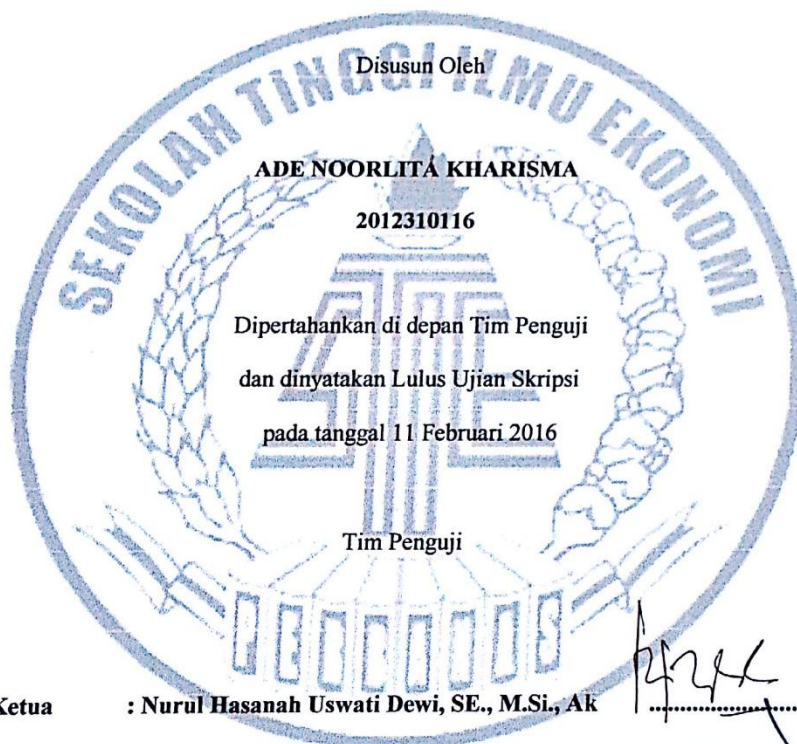 Disusun Oleh
SEKOLAH TINGGI ILMU EKONOMI
ADE NOORLITA KHARISMA
2012310116
Dipertahankan di depan Tim Penguji
dan dinyatakan Lulus Ujian Skripsi
pada tanggal 11 Februari 2016
Tim Penguji
PERBANAS
Ketua : Nurul Hasanah Uswati Dewi, SE., M.Si., Ak